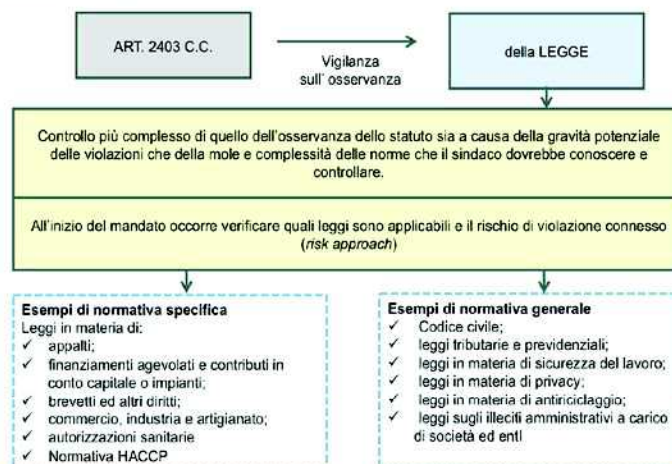 ART. 2403 C.C.
Vigilanza
sull' osservanza
della LEGGE
Controllo più complesso di quello dell'osservanza dello statuto sia a causa della gravità potenziale
delle violazioni che della mole e complessità delle norme che il sindaco dovrebbe conoscere e
controllare.
All'inizio del mandato occorre verificare quali leggi sono applicabili e il rischio di violazione connesso
(risk approach)
Esempi di normativa specifica
Leggi in materia di:
✓ appalti;
✓ finanziamenti agevolati e contributi in
conto capitale o impianti;
✓ brevetti ed altri diritti;
✓ commercio, industria e artigianato;
✓ autorizzazioni sanitarie
✓ Normativa HACCP
Esempi di normativa generale
✓ Codice civile;
✓ leggi tributarie e previdenziali;
✓ leggi in materia di sicurezza del lavoro;
✓ leggi in materia di privacy;
✓ leggi in materia di antiriciclaggio;
✓ leggi sugli illeciti amministrativi a carico
di società ed entI